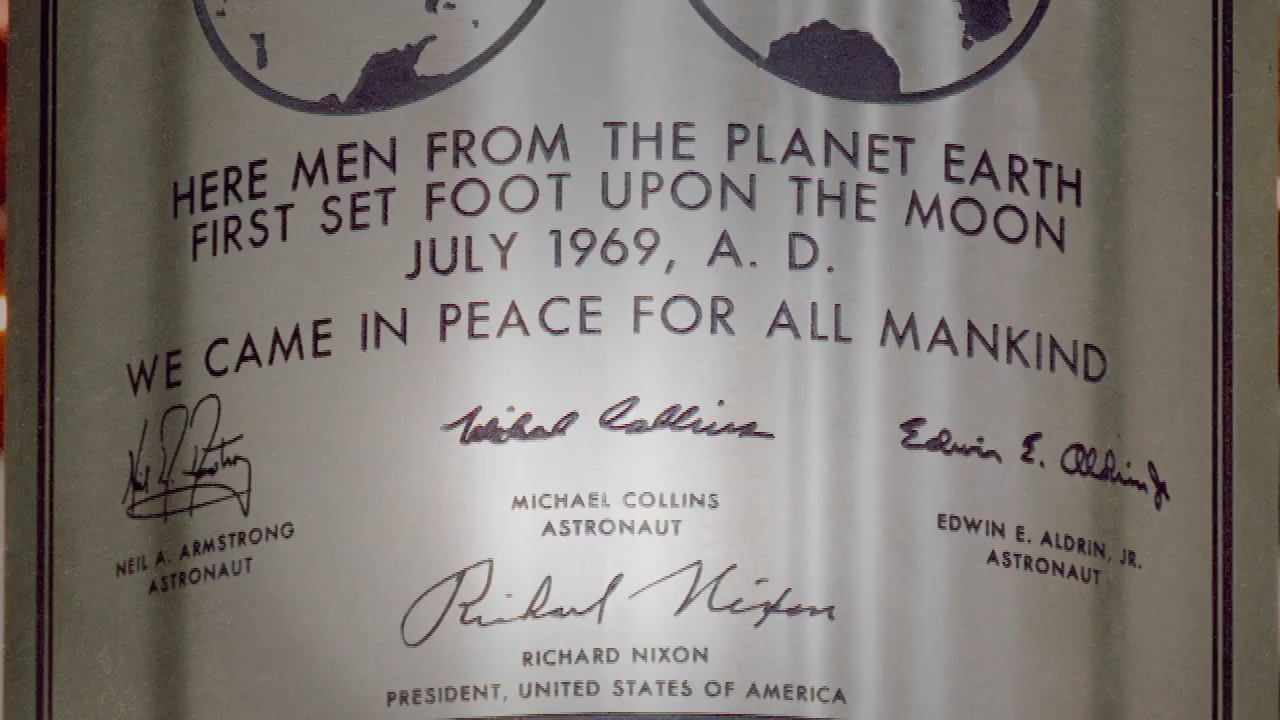 HERE MEN FROM THE PLANET EARTH
FIRST SET FOOT UPON THE MOON
JULY 1969, A. D.
WE CAME IN PEACE FOR ALL MANKIND
Neil A. Armstrong
Michael Collins
Edwin E. Aldrin Jr
NEIL A. ARMSTRONG
ASTRONAUT
MICHAEL COLLINS
ASTRONAUT
EDWIN E. ALDRIN, JR.
ASTRONAUT
Richard Nixon
RICHARD NIXON
PRESIDENT, UNITED STATES OF AMERICA